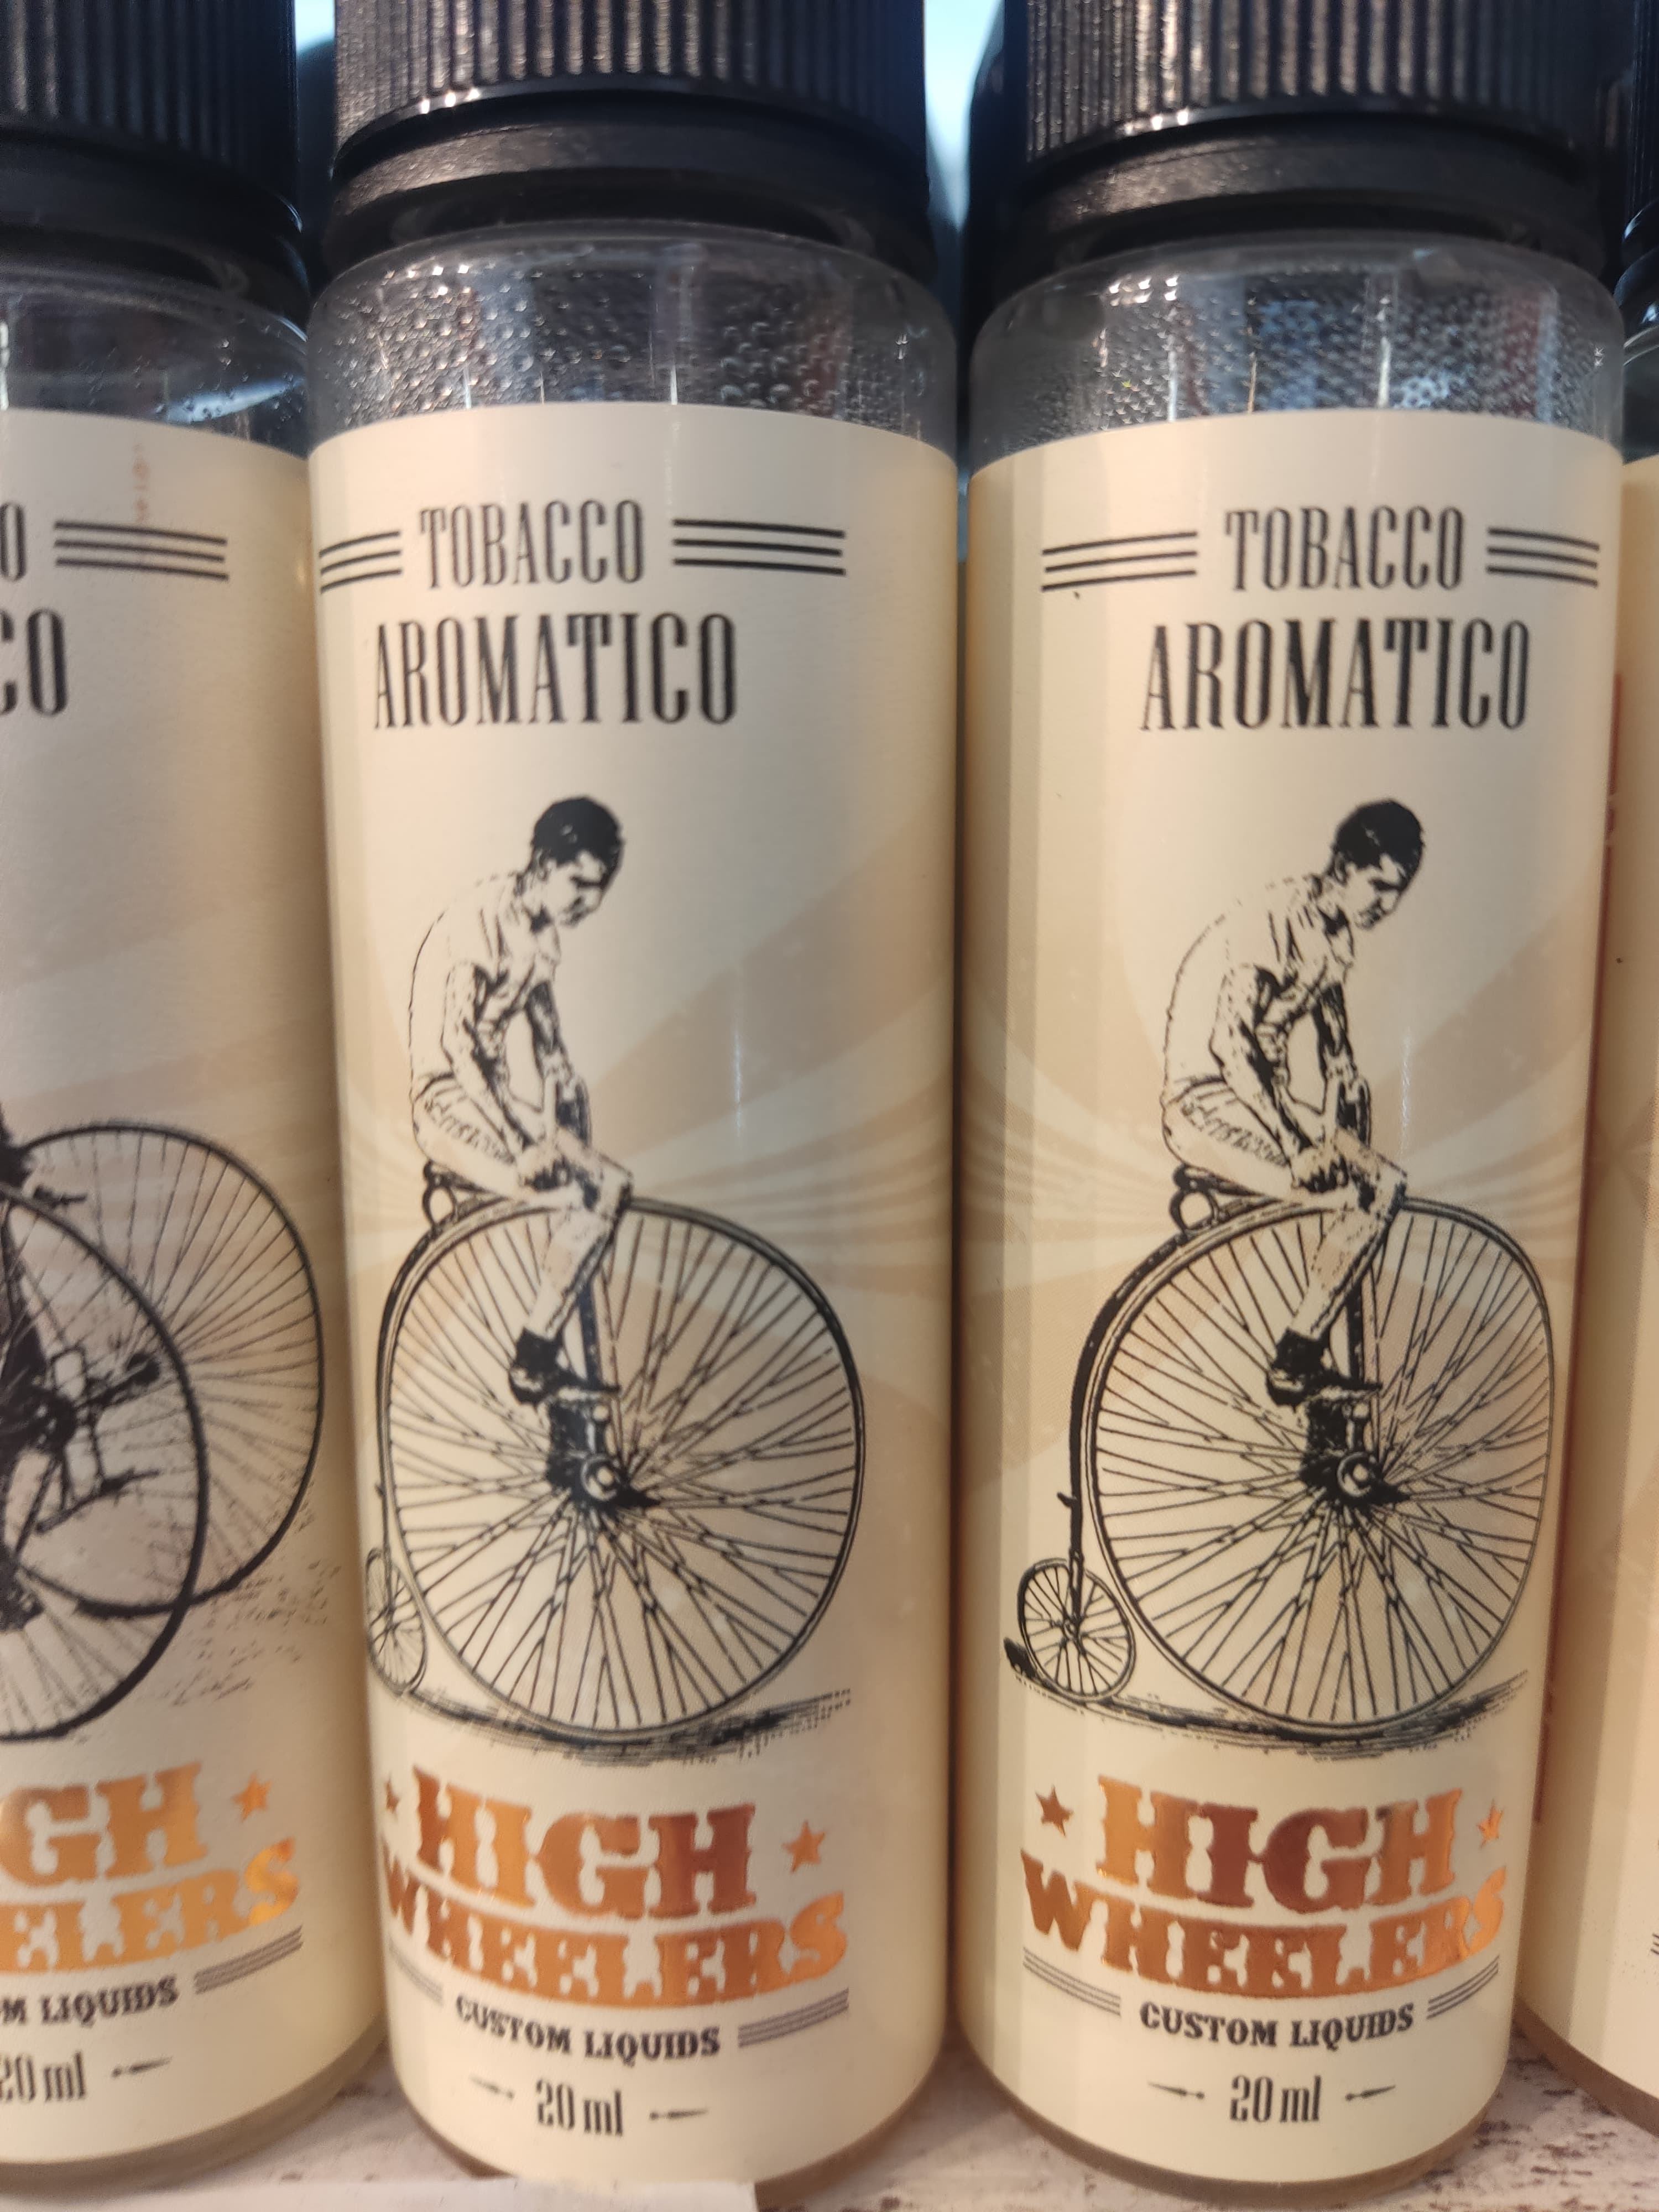 TOBACCO
AROMATICO
HIGH
WHEELERS
CUSTOM LIQUIDS
20 ml
TOBACCO
AROMATICO
HIGH
WHEELERS
CUSTOM LIQUIDS
20 ml